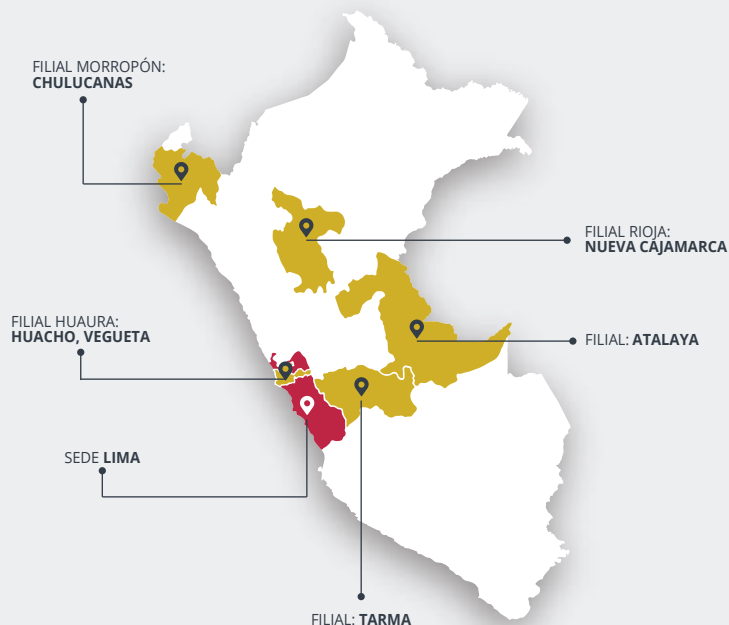 FILIAL MORROPÓN:
CHULUCANAS
FILIAL RIOJA:
NUEVA CAJAMARCA
FILIAL HUAURA:
HUACHO, VEGUETA
FILIAL: ATALAYA
SEDE LIMA
FILIAL: TARMA